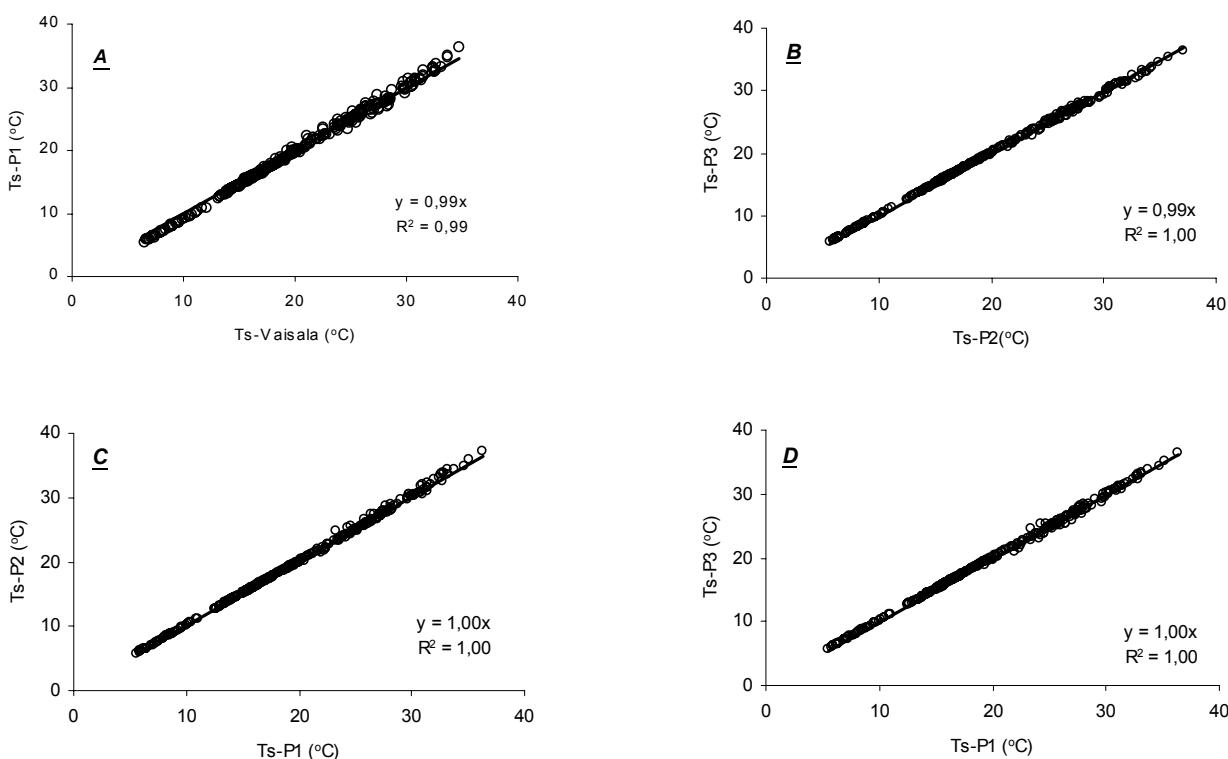 A
Ts-P1 (°C)
40
30
20
10
0
0 10 20 30 40
Ts-Vaisala (°C)
y = 0,99x
R² = 0,99
B
Ts-P3 (°C)
40
30
20
10
0
0 10 20 30 40
Ts-P2(°C)
y = 0,99x
R² = 1,00
C
Ts-P2 (°C)
40
30
20
10
0
0 10 20 30 40
Ts-P1 (°C)
y = 1,00x
R² = 1,00
D
Ts-P3 (°C)
40
30
20
10
0
0 10 20 30 40
Ts-P1 (°C)
y = 1,00x
R² = 1,00